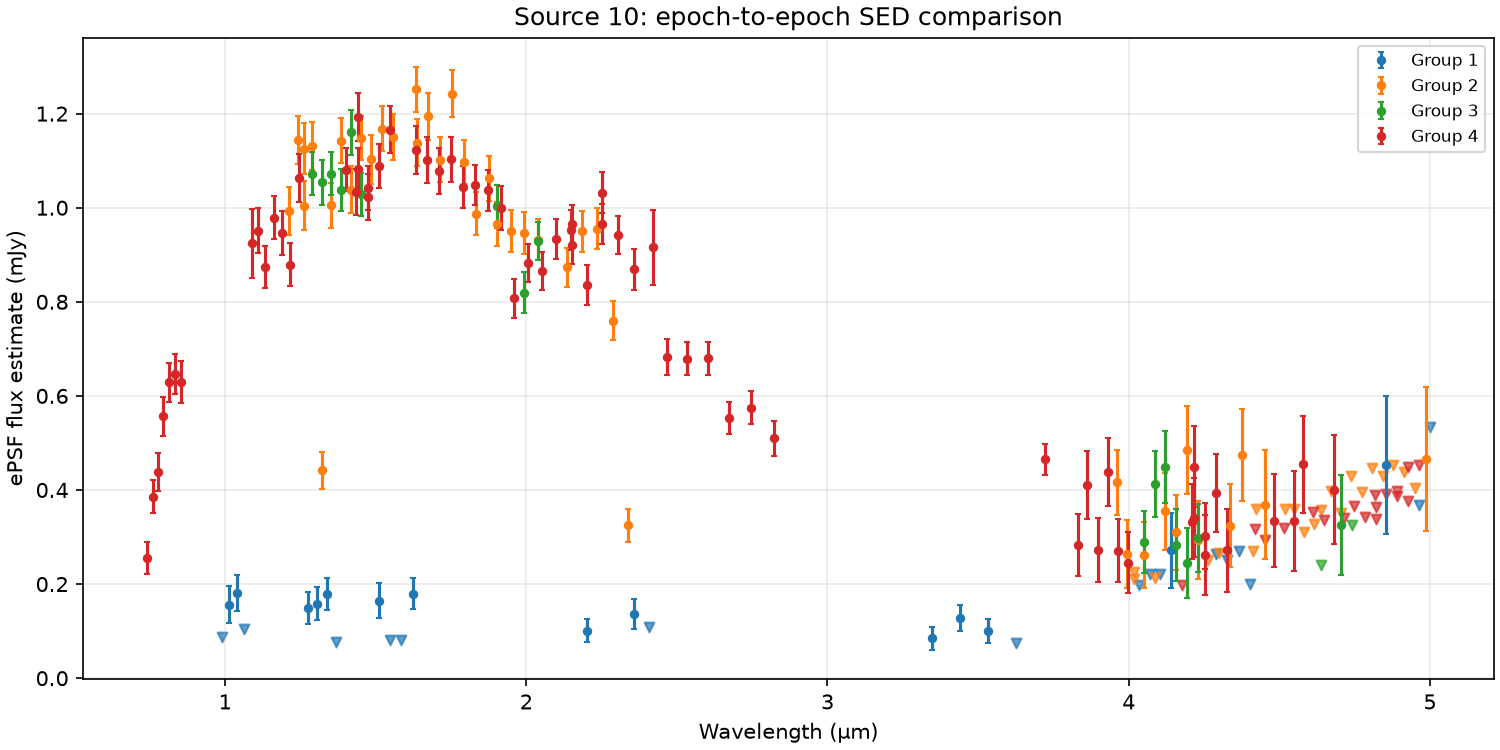 Source 10: epoch-to-epoch SED comparison
ePSF flux estimate (mJy)
1.2
1.0
0.8
0.6
0.4
0.2
0.0
Group 1
Group 2
Group 3
Group 4
1 2 3 4 5
Wavelength (μm)